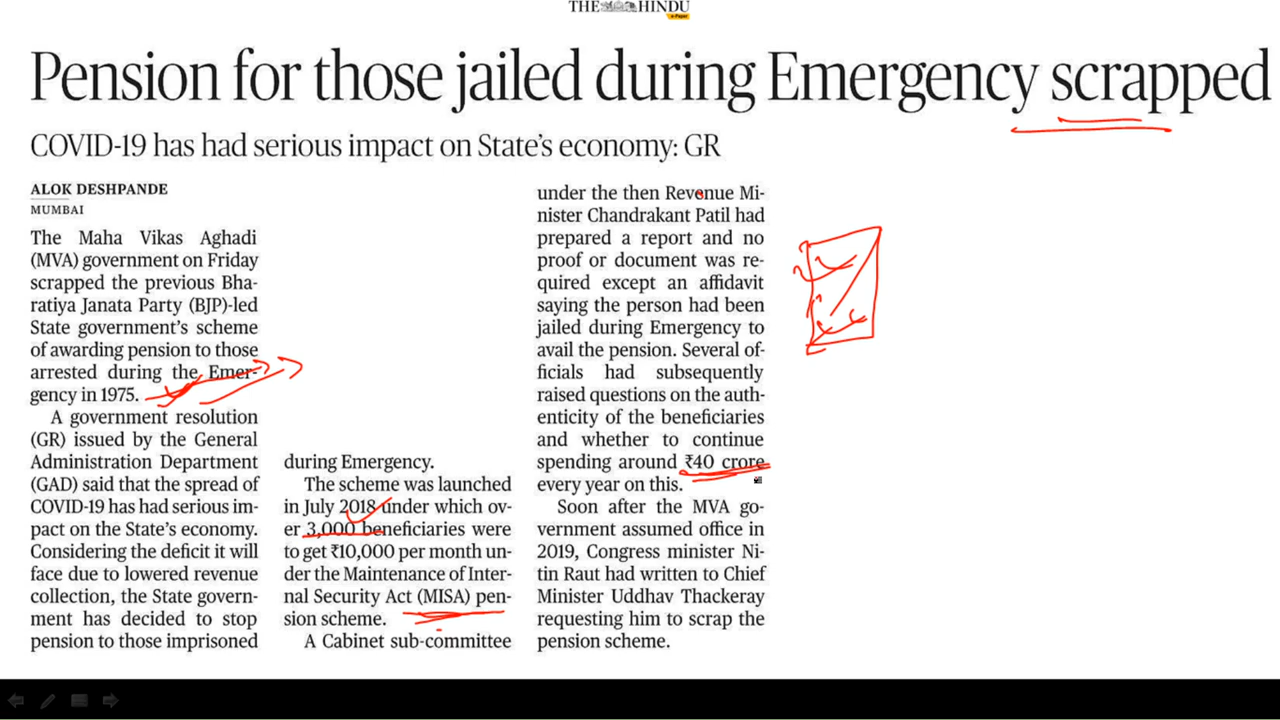 THE HINDU
e-Paper
Pension for those jailed during Emergency scrapped
COVID-19 has had serious impact on State's economy: GR
ALOK DESHPANDE
MUMBAI
The Maha Vikas Aghadi
(MVA) government on Friday
scrapped the previous Bha-
ratiya Janata Party (BJP)-led
State government's scheme
of awarding pension to those
arrested during the Emer-
gency in 1975.
A government resolution
(GR) issued by the General
Administration Department
(GAD) said that the spread of
COVID-19 has had serious im-
pact on the State's economy.
Considering the deficit it will
face due to lowered revenue
collection, the State govern-
ment has decided to stop
pension to those imprisoned
during Emergency.
The scheme was launched
in July 2018 under which ov-
er 3,000 beneficiaries were
to get ₹10,000 per month un-
der the Maintenance of Inter-
nal Security Act (MISA) pen-
sion scheme.
A Cabinet sub-committee
under the then Revenue Mi-
nister Chandrakant Patil had
prepared a report and no
proof or document was re-
quired except an affidavit
saying the person had been
jailed during Emergency to
avail the pension. Several of-
ficials had subsequently
raised questions on the auth-
enticity of the beneficiaries
and whether to continue
spending around ₹40 crore
every year on this.
Soon after the MVA go-
vernment assumed office in
2019, Congress minister Ni-
tin Raut had written to Chief
Minister Uddhav Thackeray
requesting him to scrap the
pension scheme.